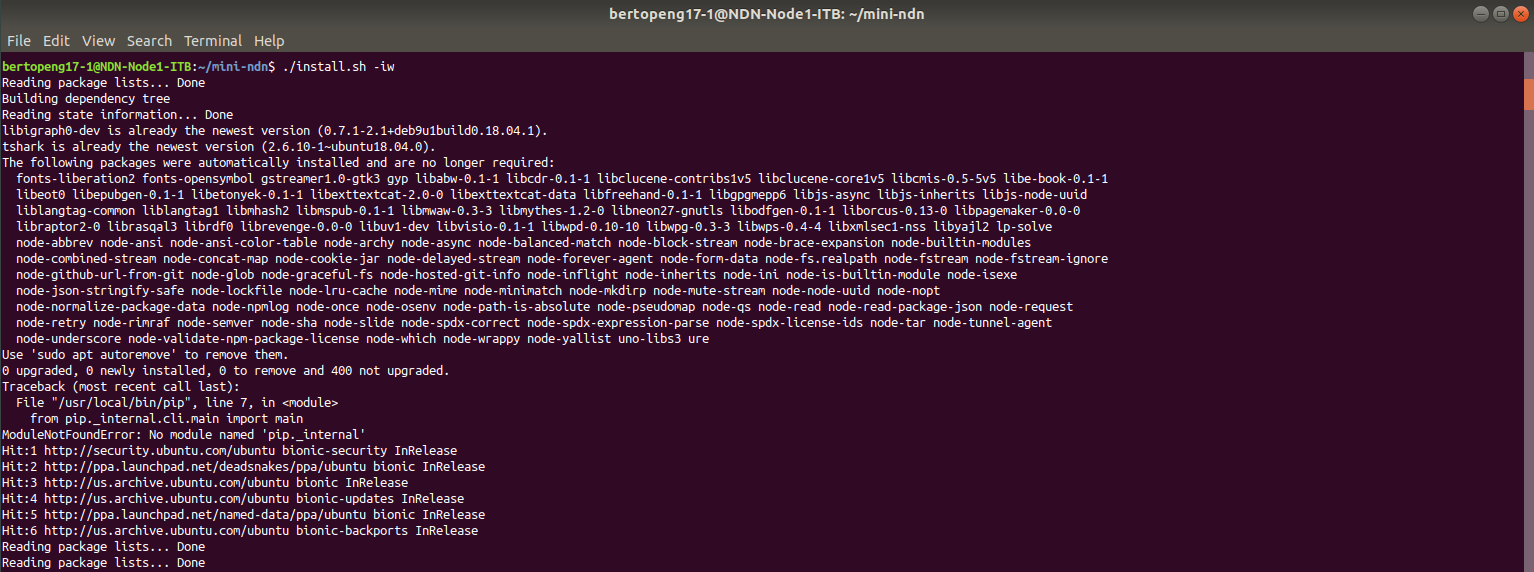 bertopeng17-1@NDN-Node1-ITB: ~/mini-ndn
File Edit View Search Terminal Help
bertopeng17-1@NDN-Node1-ITB:~/mini-ndn$ ./install.sh -iw
Reading package lists... Done
Building dependency tree
Reading state information... Done
libigraph0-dev is already the newest version (0.7.1-2.1+deb9u1build0.18.04.1).
tshark is already the newest version (2.6.10-1~ubuntu18.04.0).
The following packages were automatically installed and are no longer required:
  fonts-liberation2 fonts-opensymbol gstreamer1.0-gtk3 gyp libabw-0.1-1 libcdr-0.1-1 libclucene-contribs1v5 libclucene-core1v5 libcmis-0.5-5v5 libe-book-0.1-1
  libeot0 libepubgen-0.1-1 libetonyek-0.1-1 libexttextcat-2.0-0 libexttextcat-data libfreehand-0.1-1 libgpgmepp6 libjs-async libjs-inherits libjs-node-uuid
  liblangtag-common liblangtag1 libmhash2 libmspub-0.1-1 libmwaw-0.3-3 libmythes-1.2-0 libneon27-gnutls libodfgen-0.1-1 liborcus-0.13-0 libpagemaker-0.0-0
  libraptor2-0 librasqal3 librdf0 librevenge-0.0-0 libuv1-dev libvisio-0.1-1 libwpd-0.10-10 libwpg-0.3-3 libwps-0.4-4 libxmlsec1-nss libyajl2 lp-solve
  node-abbrev node-ansi node-ansi-color-table node-archy node-async node-balanced-match node-block-stream node-brace-expansion node-builtin-modules
  node-combined-stream node-concat-map node-cookie-jar node-delayed-stream node-forever-agent node-form-data node-fs.realpath node-fstream node-fstream-ignore
  node-github-url-from-git node-glob node-graceful-fs node-hosted-git-info node-inflight node-inherits node-ini node-is-builtin-module node-isexe
  node-json-stringify-safe node-lockfile node-lru-cache node-mime node-minimatch node-mkdirp node-mute-stream node-node-uuid node-nopt
  node-normalize-package-data node-npmlog node-once node-osenv node-path-is-absolute node-pseudomap node-qs node-read node-read-package-json node-request
  node-retry node-rimraf node-semver node-sha node-slide node-spdx-correct node-spdx-expression-parse node-spdx-license-ids node-tar node-tunnel-agent
  node-underscore node-validate-npm-package-license node-which node-wrappy node-yallist uno-libs3 ure
Use 'sudo apt autoremove' to remove them.
0 upgraded, 0 newly installed, 0 to remove and 400 not upgraded.
Traceback (most recent call last):
  File "/usr/local/bin/pip", line 7, in <module>
    from pip._internal.cli.main import main
ModuleNotFoundError: No module named 'pip._internal'
Hit:1 http://security.ubuntu.com/ubuntu bionic-security InRelease
Hit:2 http://ppa.launchpad.net/deadsnakes/ppa/ubuntu bionic InRelease
Hit:3 http://us.archive.ubuntu.com/ubuntu bionic InRelease
Hit:4 http://us.archive.ubuntu.com/ubuntu bionic-updates InRelease
Hit:5 http://ppa.launchpad.net/named-data/ppa/ubuntu bionic InRelease
Hit:6 http://us.archive.ubuntu.com/ubuntu bionic-backports InRelease
Reading package lists... Done
Reading package lists... Done